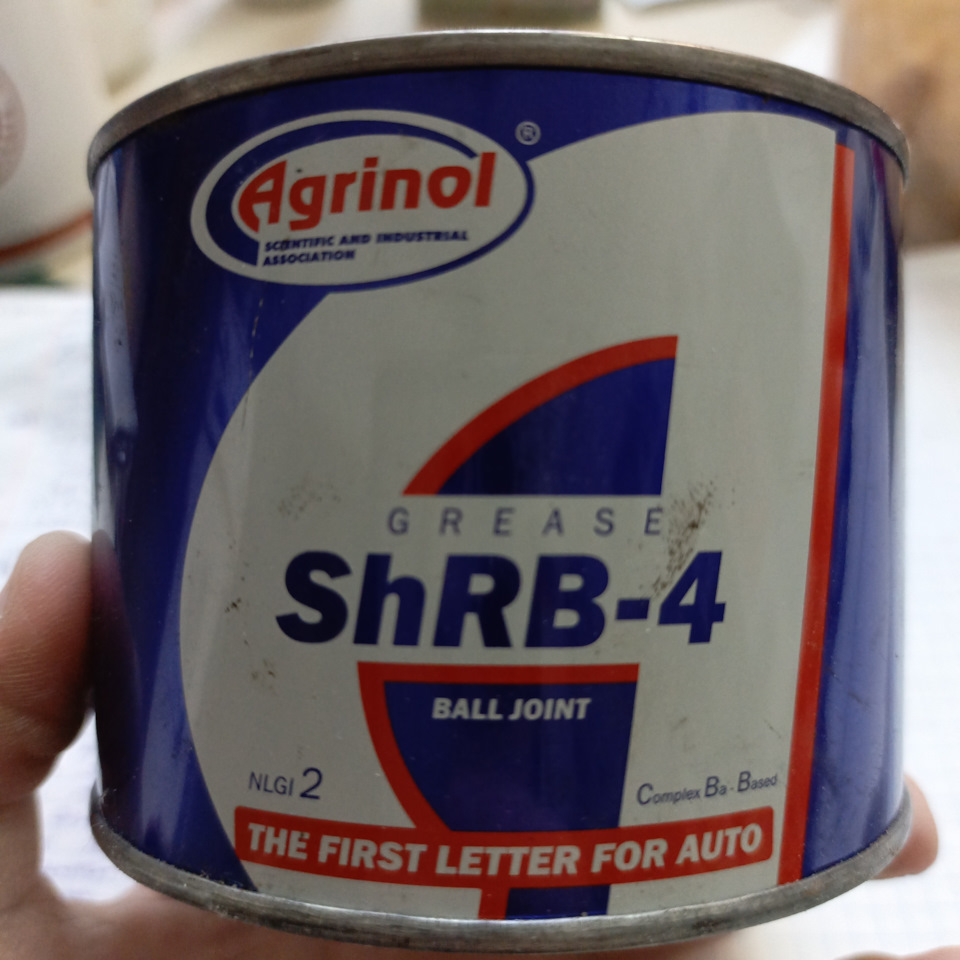 Agrinol ®
SCIENTIFIC AND INDUSTRIAL
ASSOCIATION
GREASE
ShRB-4
BALL JOINT
NLGI 2
Complex Ba - Based
THE FIRST LETTER FOR AUTO